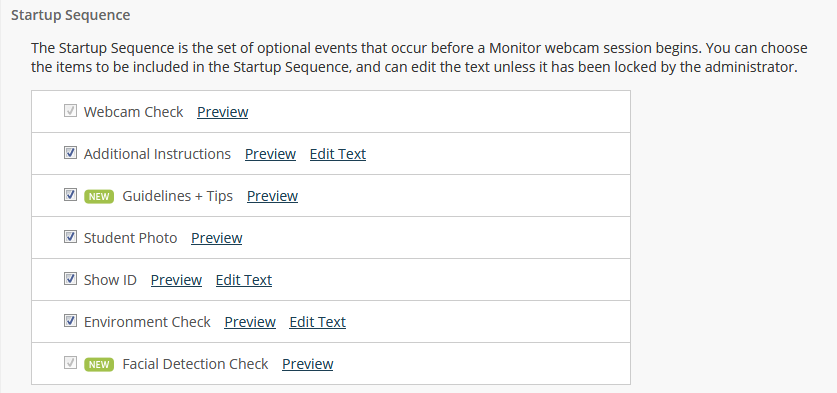 Startup Sequence
The Startup Sequence is the set of optional events that occur before a Monitor webcam session begins. You can choose
the items to be included in the Startup Sequence, and can edit the text unless it has been locked by the administrator.
Webcam Check Preview
Additional Instructions Preview Edit Text
NEW Guidelines + Tips Preview
Student Photo Preview
Show ID Preview Edit Text
Environment Check Preview Edit Text
NEW Facial Detection Check Preview